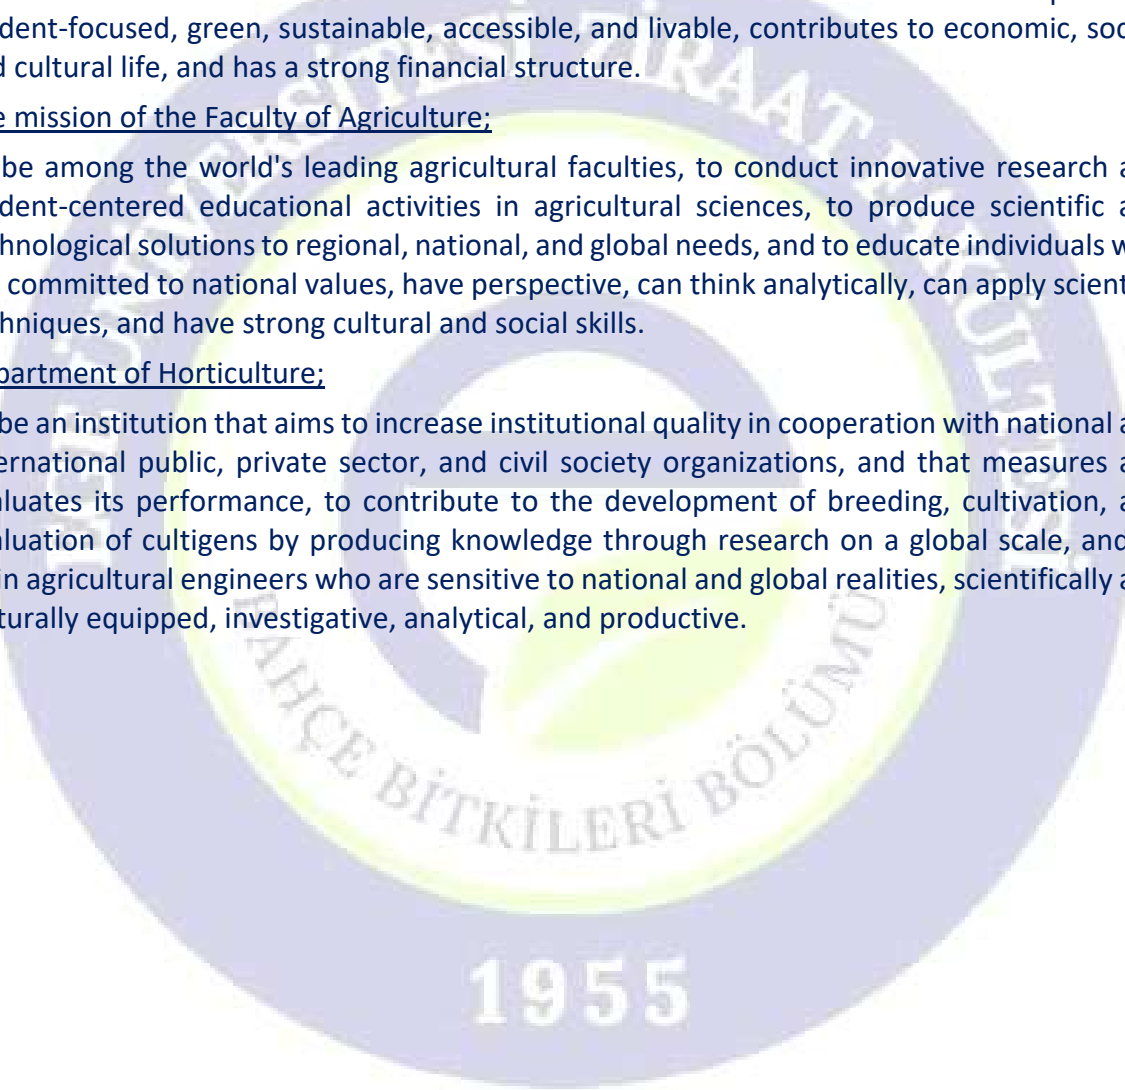 dent-focused, green, sustainable, accessible, and livable, contributes to economic, soc
d cultural life, and has a strong financial structure.
e mission of the Faculty of Agriculture;
be among the world's leading agricultural faculties, to conduct innovative research a
dent-centered educational activities in agricultural sciences, to produce scientific a
hnological solutions to regional, national, and global needs, and to educate individuals w
committed to national values, have perspective, can think analytically, can apply scient
hniques, and have strong cultural and social skills.
partment of Horticulture;
be an institution that aims to increase institutional quality in cooperation with national a
ernational public, private sector, and civil society organizations, and that measures a
aluates its performance, to contribute to the development of breeding, cultivation, a
aluation of cultigens by producing knowledge through research on a global scale, and
in agricultural engineers who are sensitive to national and global realities, scientifically a
turally equipped, investigative, analytical, and productive.
EGE ÜNİVERSİTESİ ZİRAAT FAKÜLTESİ
BAHÇE BİTKİLERİ BÖLÜMÜ
1955